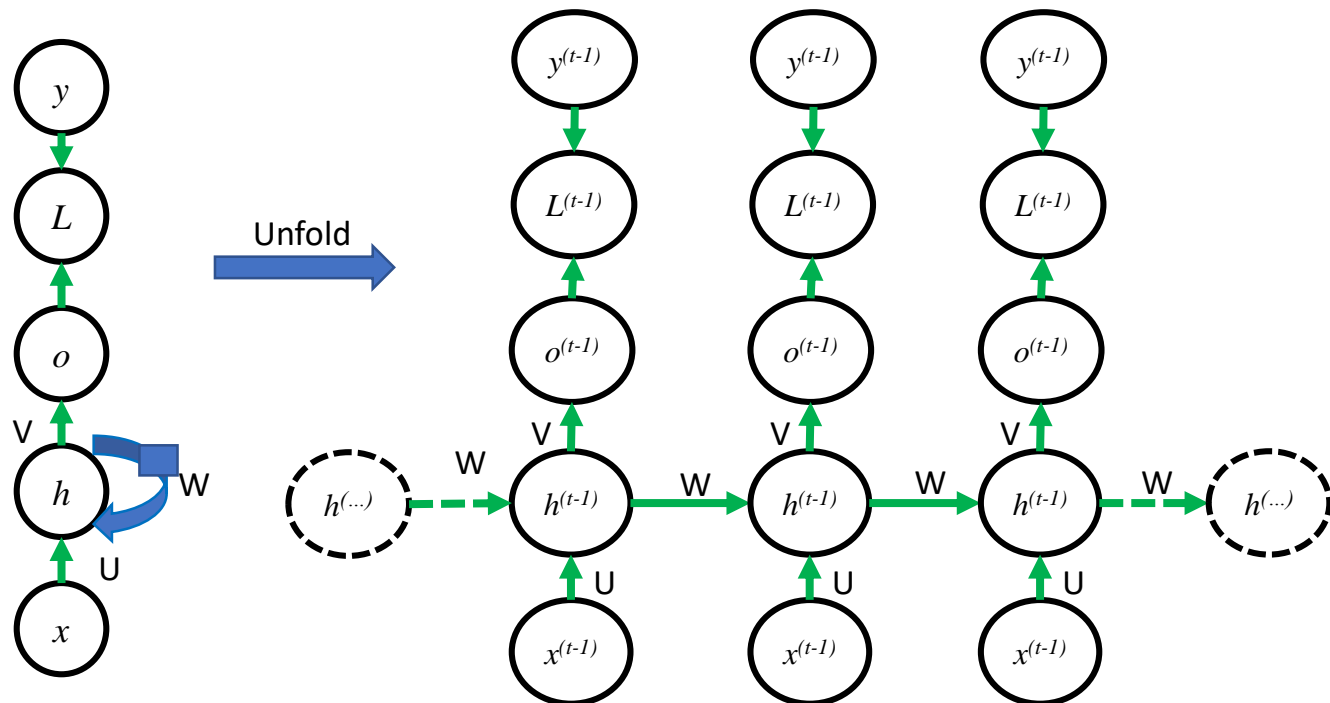 y
L
o
V
h
W
U
x
Unfold
y^(t-1) y^(t-1) y^(t-1)
L^(t-1) L^(t-1) L^(t-1)
o^(t-1) o^(t-1) o^(t-1)
V V V
W W W W
h^(...) h^(t-1) h^(t-1) h^(t-1) h^(...)
U U U
x^(t-1) x^(t-1) x^(t-1)